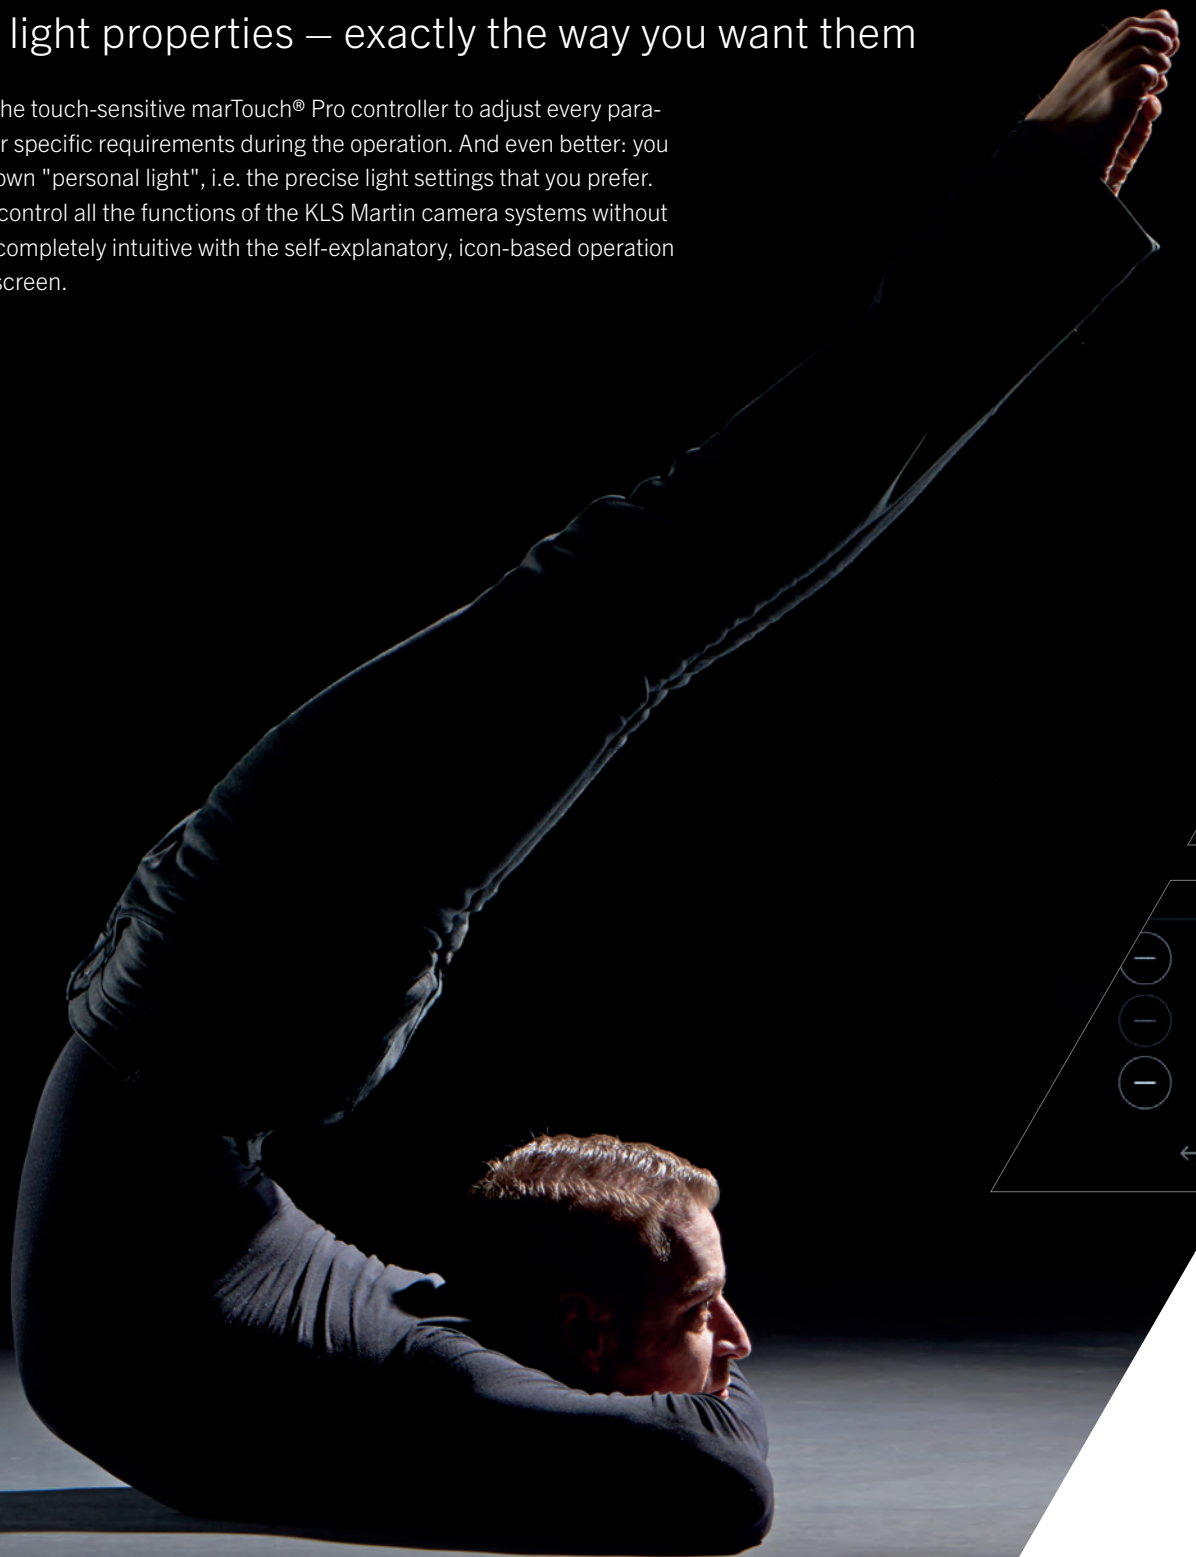 light properties – exactly the way you want them
he touch-sensitive marTouch® Pro controller to adjust every para-
r specific requirements during the operation. And even better: you
own "personal light", i.e. the precise light settings that you prefer.
control all the functions of the KLS Martin camera systems without
completely intuitive with the self-explanatory, icon-based operation
screen.